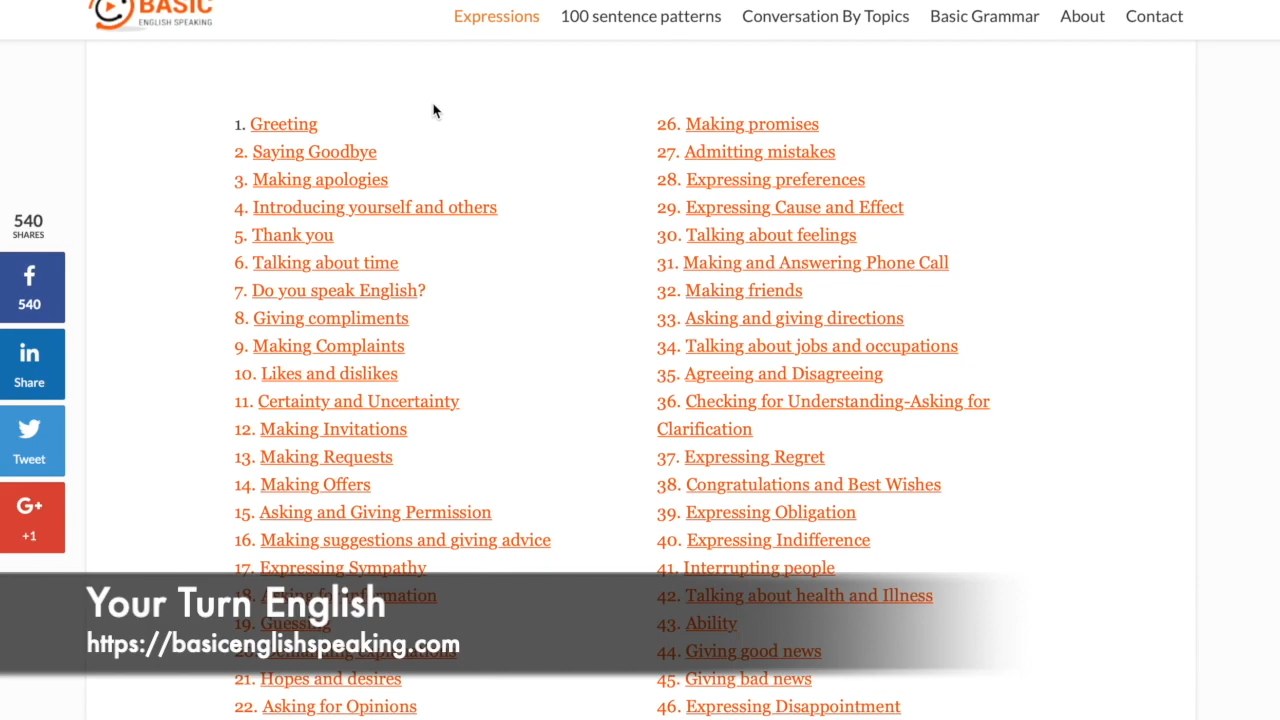 BASIC
ENGLISH SPEAKING
Expressions
100 sentence patterns
Conversation By Topics
Basic Grammar
About
Contact
540
SHARES
540
Share
Tweet
G+
+1
1. Greeting
2. Saying Goodbye
3. Making apologies
4. Introducing yourself and others
5. Thank you
6. Talking about time
7. Do you speak English?
8. Giving compliments
9. Making Complaints
10. Likes and dislikes
11. Certainty and Uncertainty
12. Making Invitations
13. Making Requests
14. Making Offers
15. Asking and Giving Permission
16. Making suggestions and giving advice
17. Expressing Sympathy
18. Asking for Information
19. Guessing
21. Hopes and desires
22. Asking for Opinions
26. Making promises
27. Admitting mistakes
28. Expressing preferences
29. Expressing Cause and Effect
30. Talking about feelings
31. Making and Answering Phone Call
32. Making friends
33. Asking and giving directions
34. Talking about jobs and occupations
35. Agreeing and Disagreeing
36. Checking for Understanding-Asking for
Clarification
37. Expressing Regret
38. Congratulations and Best Wishes
39. Expressing Obligation
40. Expressing Indifference
41. Interrupting people
42. Talking about health and Illness
43. Ability
44. Giving good news
45. Giving bad news
46. Expressing Disappointment
Your Turn English
https://basicenglishspeaking.com